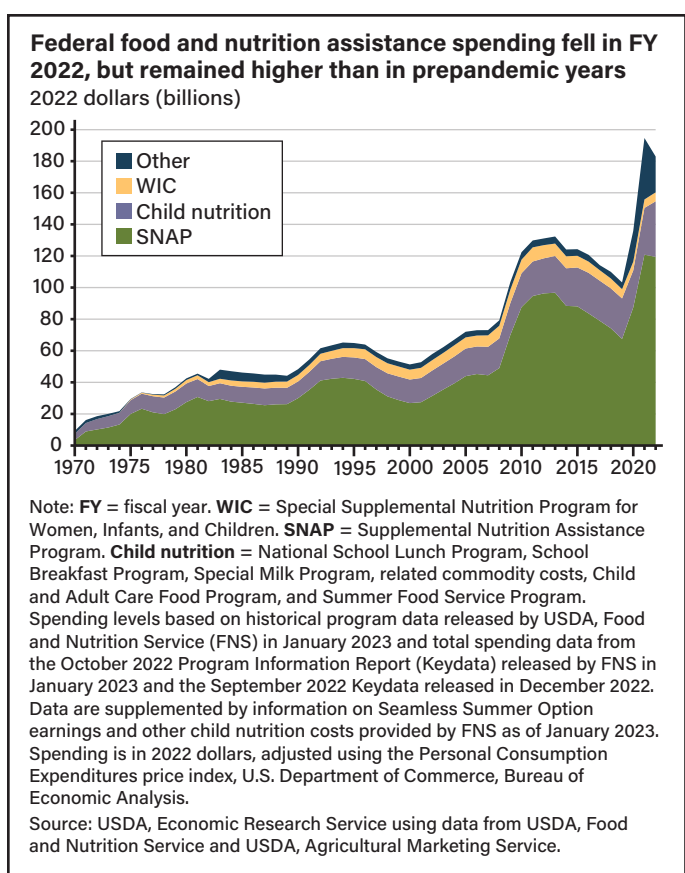 Federal food and nutrition assistance spending fell in FY
2022, but remained higher than in prepandemic years
2022 dollars (billions)
200
180
160
140
120
100
80
60
40
20
0
Other
WIC
Child nutrition
SNAP
1970 1975 1980 1985 1990 1995 2000 2005 2010 2015 2020
Note: FY = fiscal year. WIC = Special Supplemental Nutrition Program for
Women, Infants, and Children. SNAP = Supplemental Nutrition Assistance
Program. Child nutrition = National School Lunch Program, School
Breakfast Program, Special Milk Program, related commodity costs, Child
and Adult Care Food Program, and Summer Food Service Program.
Spending levels based on historical program data released by USDA, Food
and Nutrition Service (FNS) in January 2023 and total spending data from
the October 2022 Program Information Report (Keydata) released by FNS in
January 2023 and the September 2022 Keydata released in December 2022.
Data are supplemented by information on Seamless Summer Option
earnings and other child nutrition costs provided by FNS as of January 2023.
Spending is in 2022 dollars, adjusted using the Personal Consumption
Expenditures price index, U.S. Department of Commerce, Bureau of
Economic Analysis.
Source: USDA, Economic Research Service using data from USDA, Food
and Nutrition Service and USDA, Agricultural Marketing Service.